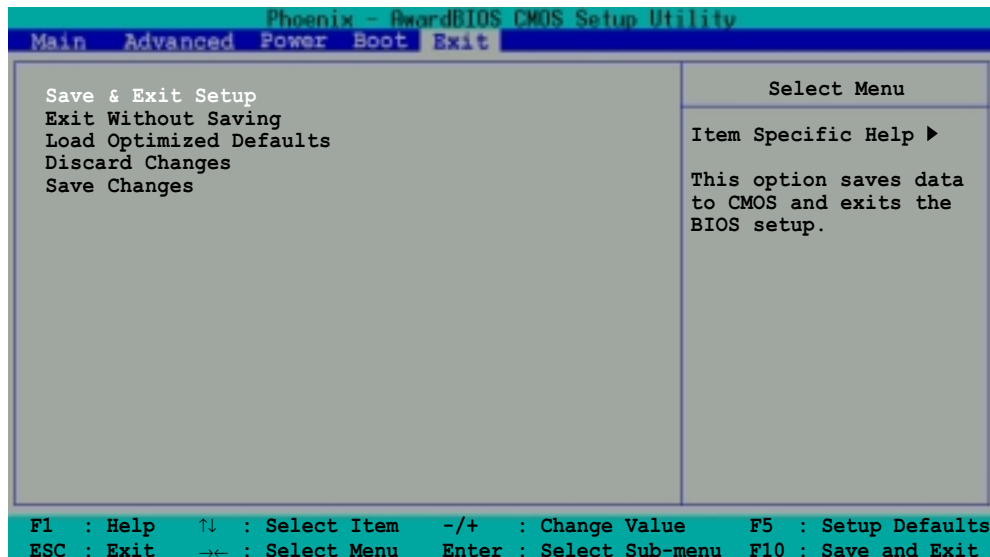 Phoenix - AwardBIOS CMOS Setup Utility
Main Advanced Power Boot Exit
Save & Exit Setup
Exit Without Saving
Load Optimized Defaults
Discard Changes
Save Changes
Select Menu
Item Specific Help ▶
This option saves data
to CMOS and exits the
BIOS setup.
F1 : Help ↑↓ : Select Item -/+ : Change Value F5 : Setup Defaults
ESC : Exit →← : Select Menu Enter : Select Sub-menu F10 : Save and Exit